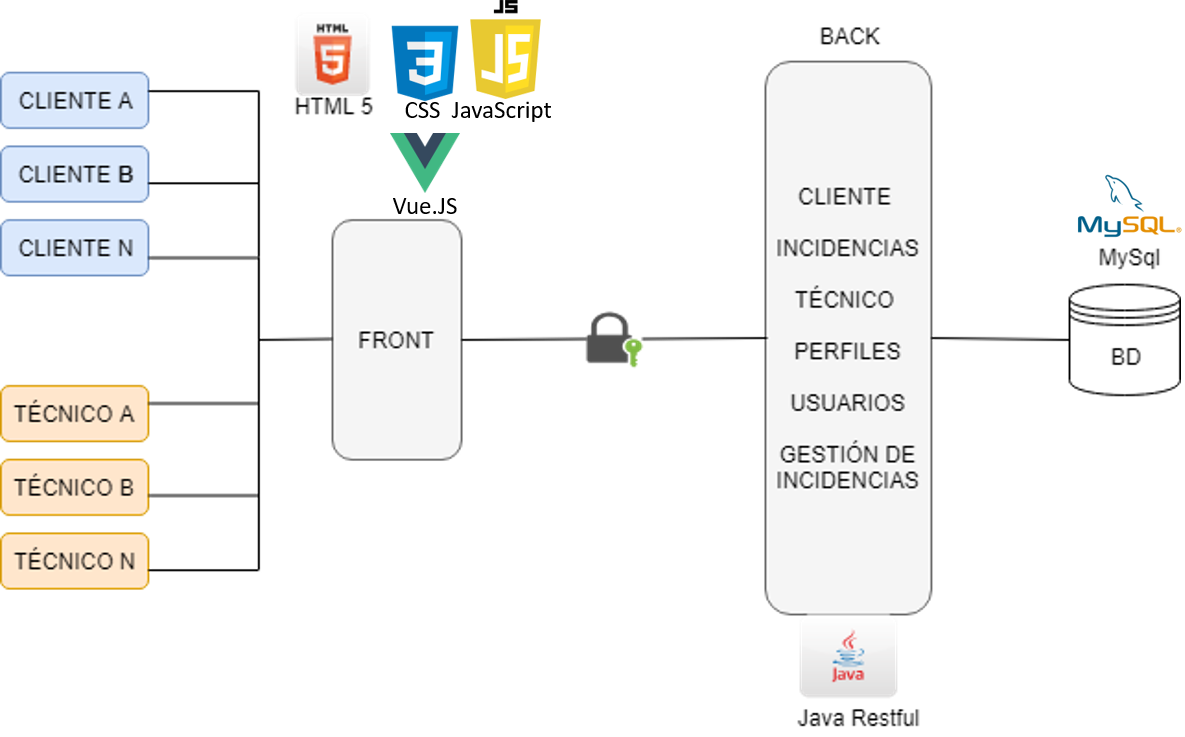 JS
HTML
5
3
JS
HTML 5
CSS
JavaScript
Vue.JS
CLIENTE A
CLIENTE B
CLIENTE N
TÉCNICO A
TÉCNICO B
TÉCNICO N
FRONT
BACK
CLIENTE
INCIDENCIAS
TÉCNICO
PERFILES
USUARIOS
GESTIÓN DE
INCIDENCIAS
Java
Java Restful
MySQL®
MySql
BD